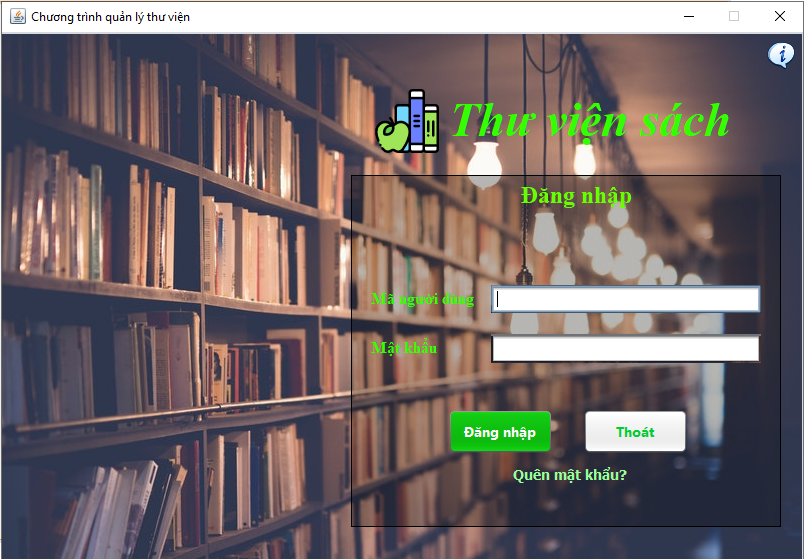 Chương trình quản lý thư viện
Thư viện sách
Đăng nhập
Mã người dùng
Mật khẩu
Đăng nhập
Thoát
Quên mật khẩu?